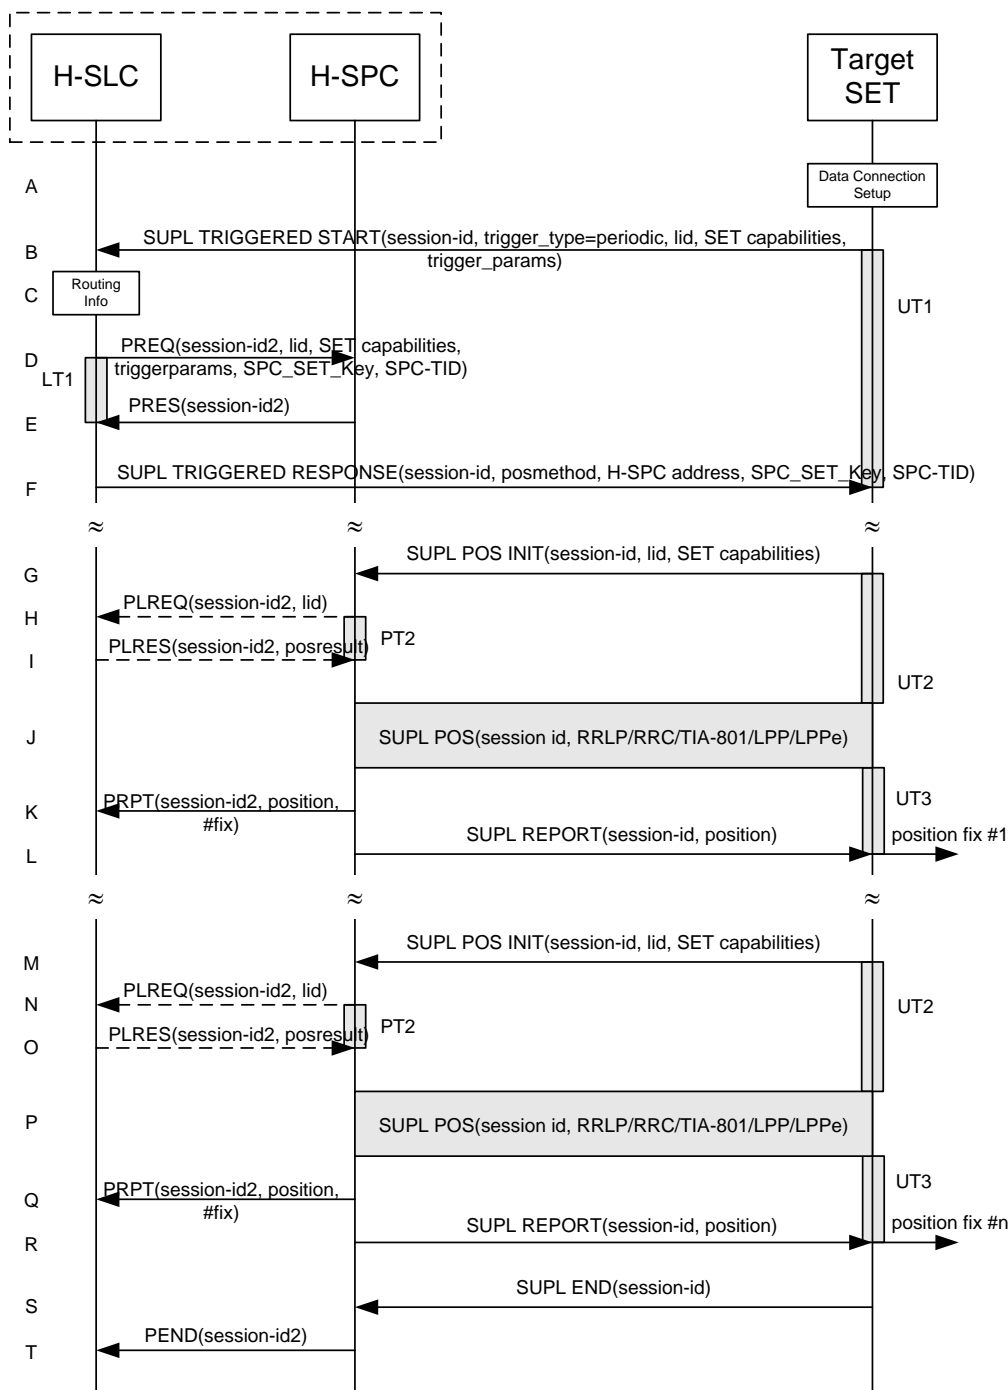 H-SLC
H-SPC
Target
SET
A
Data Connection
Setup
B
SUPL TRIGGERED START(session-id, trigger_type=periodic, lid, SET capabilities,
trigger_params)
C
Routing
Info
UT1
D
PREQ(session-id2, lid, SET capabilities,
triggerparams, SPC_SET_Key, SPC-TID)
LT1
E
PRES(session-id2)
F
SUPL TRIGGERED RESPONSE(session-id, posmethod, H-SPC address, SPC_SET_Key, SPC-TID)
≈ ≈ ≈
G
SUPL POS INIT(session-id, lid, SET capabilities)
H
PLREQ(session-id2, lid)
PT2
I
PLRES(session-id2, posresult)
UT2
J
SUPL POS(session id, RRLP/RRC/TIA-801/LPP/LPPe)
K
PRPT(session-id2, position,
#fix)
UT3
L
SUPL REPORT(session-id, position)
position fix #1
≈ ≈ ≈
M
SUPL POS INIT(session-id, lid, SET capabilities)
N
PLREQ(session-id2, lid)
PT2
UT2
O
PLRES(session-id2, posresult)
P
SUPL POS(session id, RRLP/RRC/TIA-801/LPP/LPPe)
Q
PRPT(session-id2, position,
#fix)
UT3
R
SUPL REPORT(session-id, position)
position fix #n
S
SUPL END(session-id)
T
PEND(session-id2)